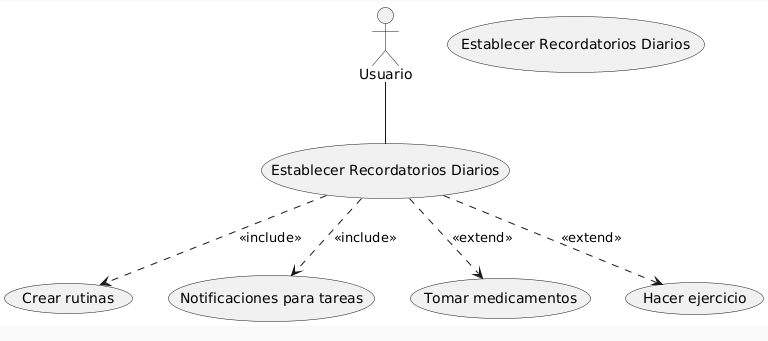 Establecer Recordatorios Diarios
Usuario
Establecer Recordatorios Diarios
«include»
«include»
«extend»
«extend»
Crear rutinas
Notificaciones para tareas
Tomar medicamentos
Hacer ejercicio